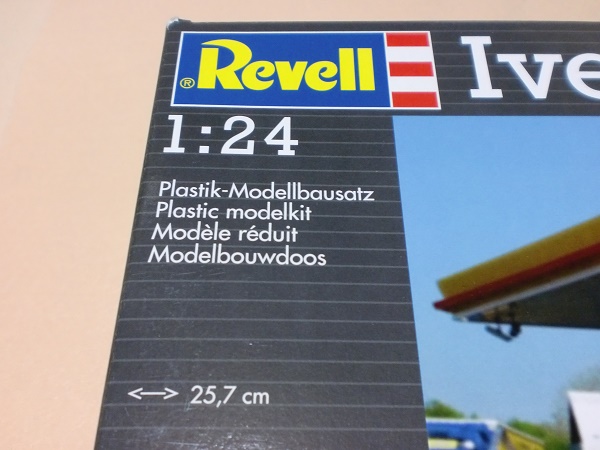 ® Revell
Ive
1:24
Plastik-Modellbausatz
Plastic modelkit
Modèle réduit
Modelbouwdoos
<--> 25,7 cm